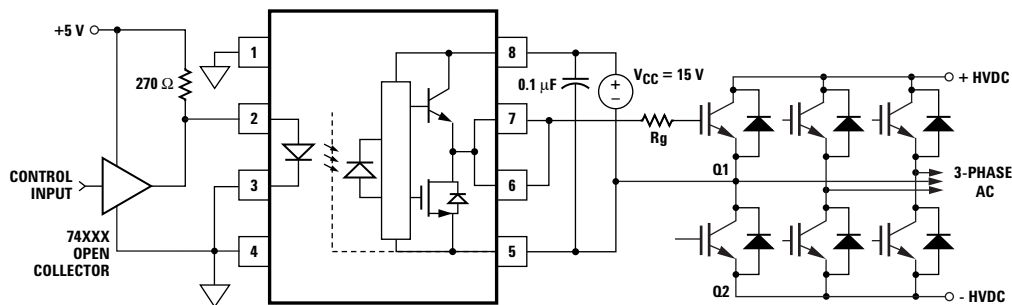 +5 V
270 Ω
CONTROL
INPUT
74XXX
OPEN
COLLECTOR
1
2
3
4
8
7
6
5
0.1 µF
VCC = 15 V
+
−
Rg
Q1
Q2
+ HVDC
3-PHASE
AC
- HVDC